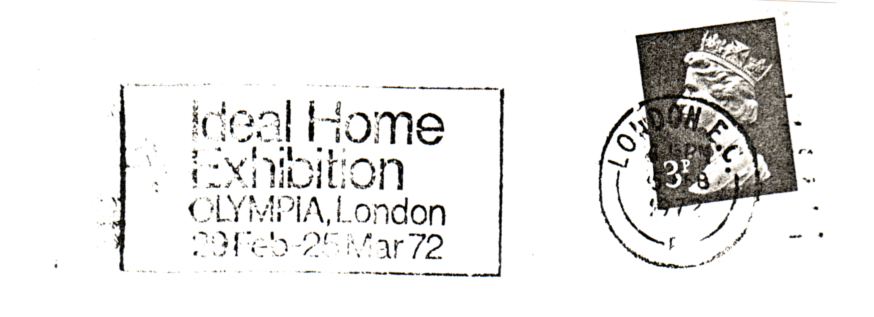 Ideal Home
Exhibition
OLYMPIA, London
29 Feb - 25 Mar 72
LONDON E.C.
3P